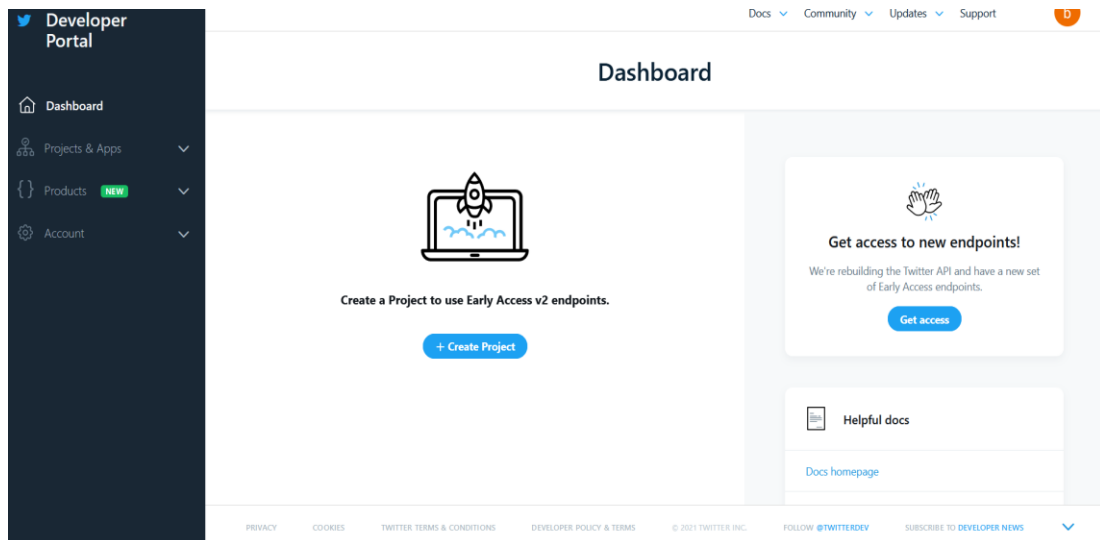 Developer
Portal
Docs
Community
Updates
Support
D
Dashboard
Dashboard
Projects & Apps
Products NEW
Account
Create a Project to use Early Access v2 endpoints.
+ Create Project
Get access to new endpoints!
We're rebuilding the Twitter API and have a new set
of Early Access endpoints.
Get access
Helpful docs
Docs homepage
PRIVACY
COOKIES
TWITTER TERMS & CONDITIONS
DEVELOPER POLICY & TERMS
© 2021 TWITTER INC.
FOLLOW @TWITTERDEV
SUBSCRIBE TO DEVELOPER NEWS